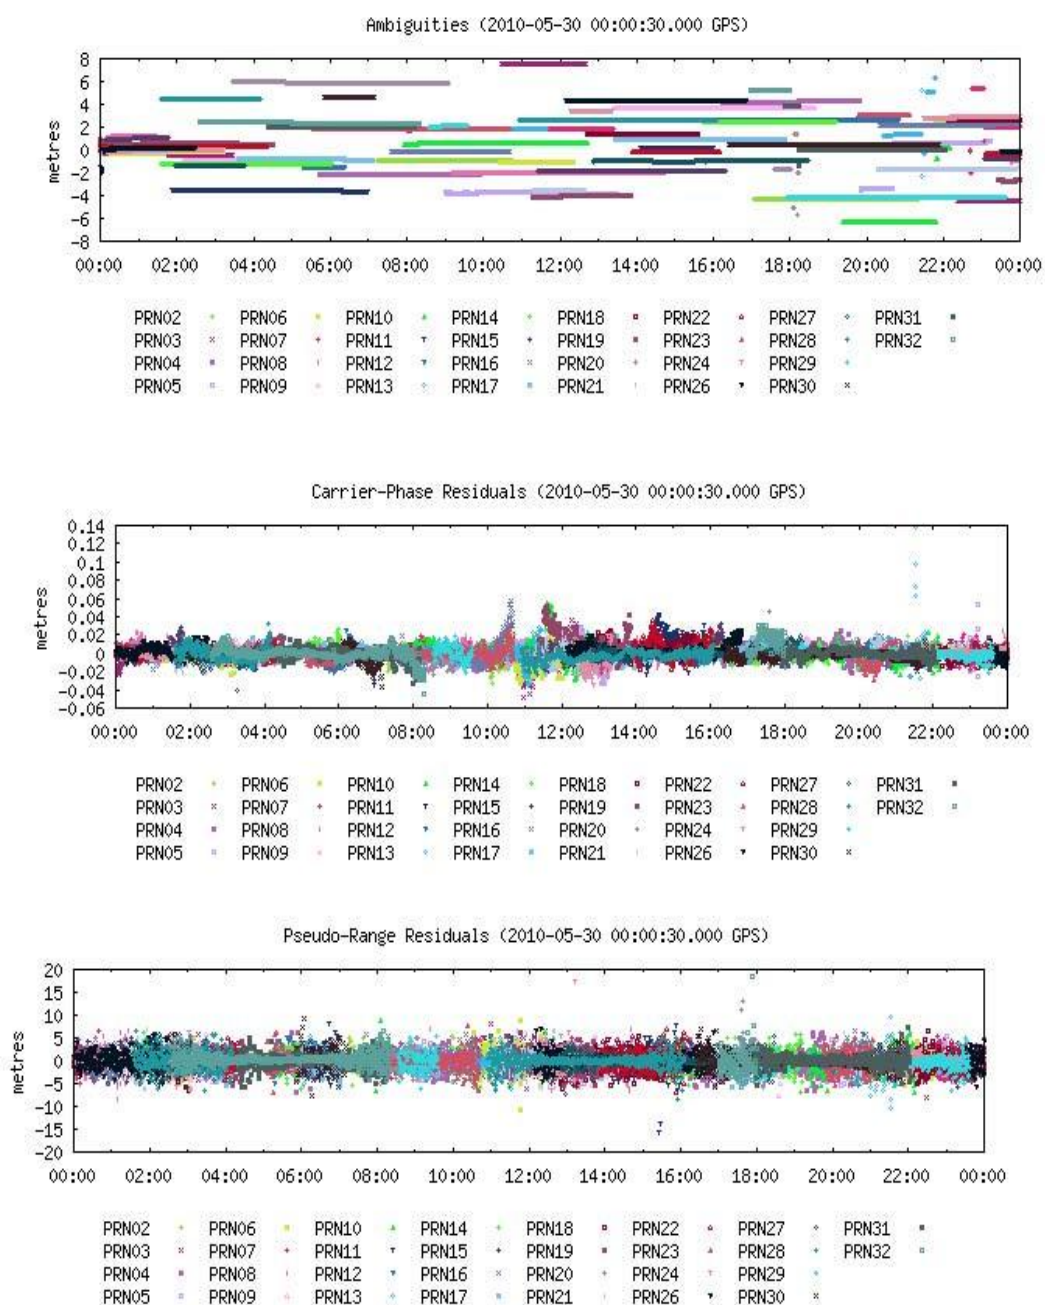 Ambiguities (2010-05-30 00:00:30.000 GPS)
8
6
4
2
0
-2
-4
-6
-8
metres
00:00 02:00 04:00 06:00 08:00 10:00 12:00 14:00 16:00 18:00 20:00 22:00 00:00
PRN02 PRN06 PRN10 PRN14 PRN18 PRN22 PRN27 PRN31
PRN03 PRN07 PRN11 PRN15 PRN19 PRN23 PRN28 PRN32
PRN04 PRN08 PRN12 PRN16 PRN20 PRN24 PRN29
PRN05 PRN09 PRN13 PRN17 PRN21 PRN26 PRN30
Carrier-Phase Residuals (2010-05-30 00:00:30.000 GPS)
0.14
0.12
0.1
0.08
0.06
0.04
0.02
0
-0.02
-0.04
-0.06
metres
00:00 02:00 04:00 06:00 08:00 10:00 12:00 14:00 16:00 18:00 20:00 22:00 00:00
PRN02 PRN06 PRN10 PRN14 PRN18 PRN22 PRN27 PRN31
PRN03 PRN07 PRN11 PRN15 PRN19 PRN23 PRN28 PRN32
PRN04 PRN08 PRN12 PRN16 PRN20 PRN24 PRN29
PRN05 PRN09 PRN13 PRN17 PRN21 PRN26 PRN30
Pseudo-Range Residuals (2010-05-30 00:00:30.000 GPS)
20
15
10
5
0
-5
-10
-15
-20
metres
00:00 02:00 04:00 06:00 08:00 10:00 12:00 14:00 16:00 18:00 20:00 22:00 00:00
PRN02 PRN06 PRN10 PRN14 PRN18 PRN22 PRN27 PRN31
PRN03 PRN07 PRN11 PRN15 PRN19 PRN23 PRN28 PRN32
PRN04 PRN08 PRN12 PRN16 PRN20 PRN24 PRN29
PRN05 PRN09 PRN13 PRN17 PRN21 PRN26 PRN30